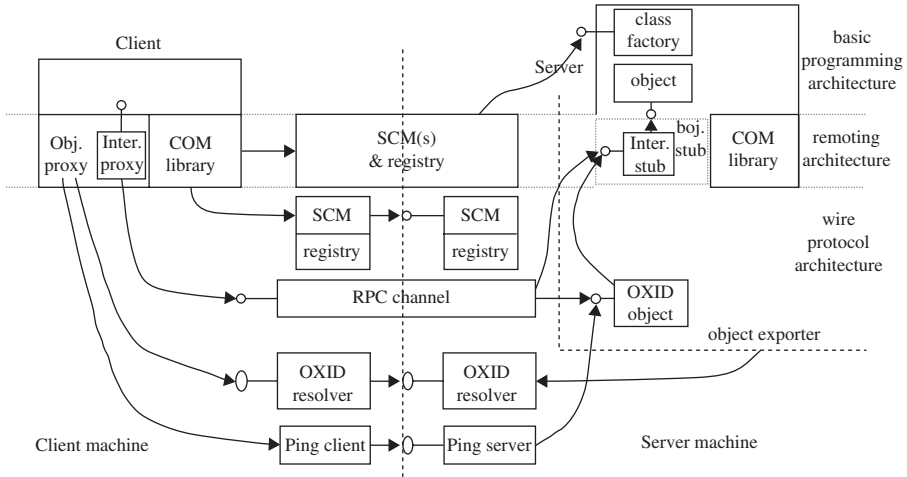 Client
class
factory
basic
programming
architecture
Server
object
Obj.
proxy
Inter.
proxy
COM
library
SCM(s)
& registry
boj.
stub
Inter.
stub
COM
library
remoting
architecture
SCM
registry
SCM
registry
wire
protocol
architecture
RPC channel
OXID
object
object exporter
OXID
resolver
OXID
resolver
Client machine
Ping client
Ping server
Server machine